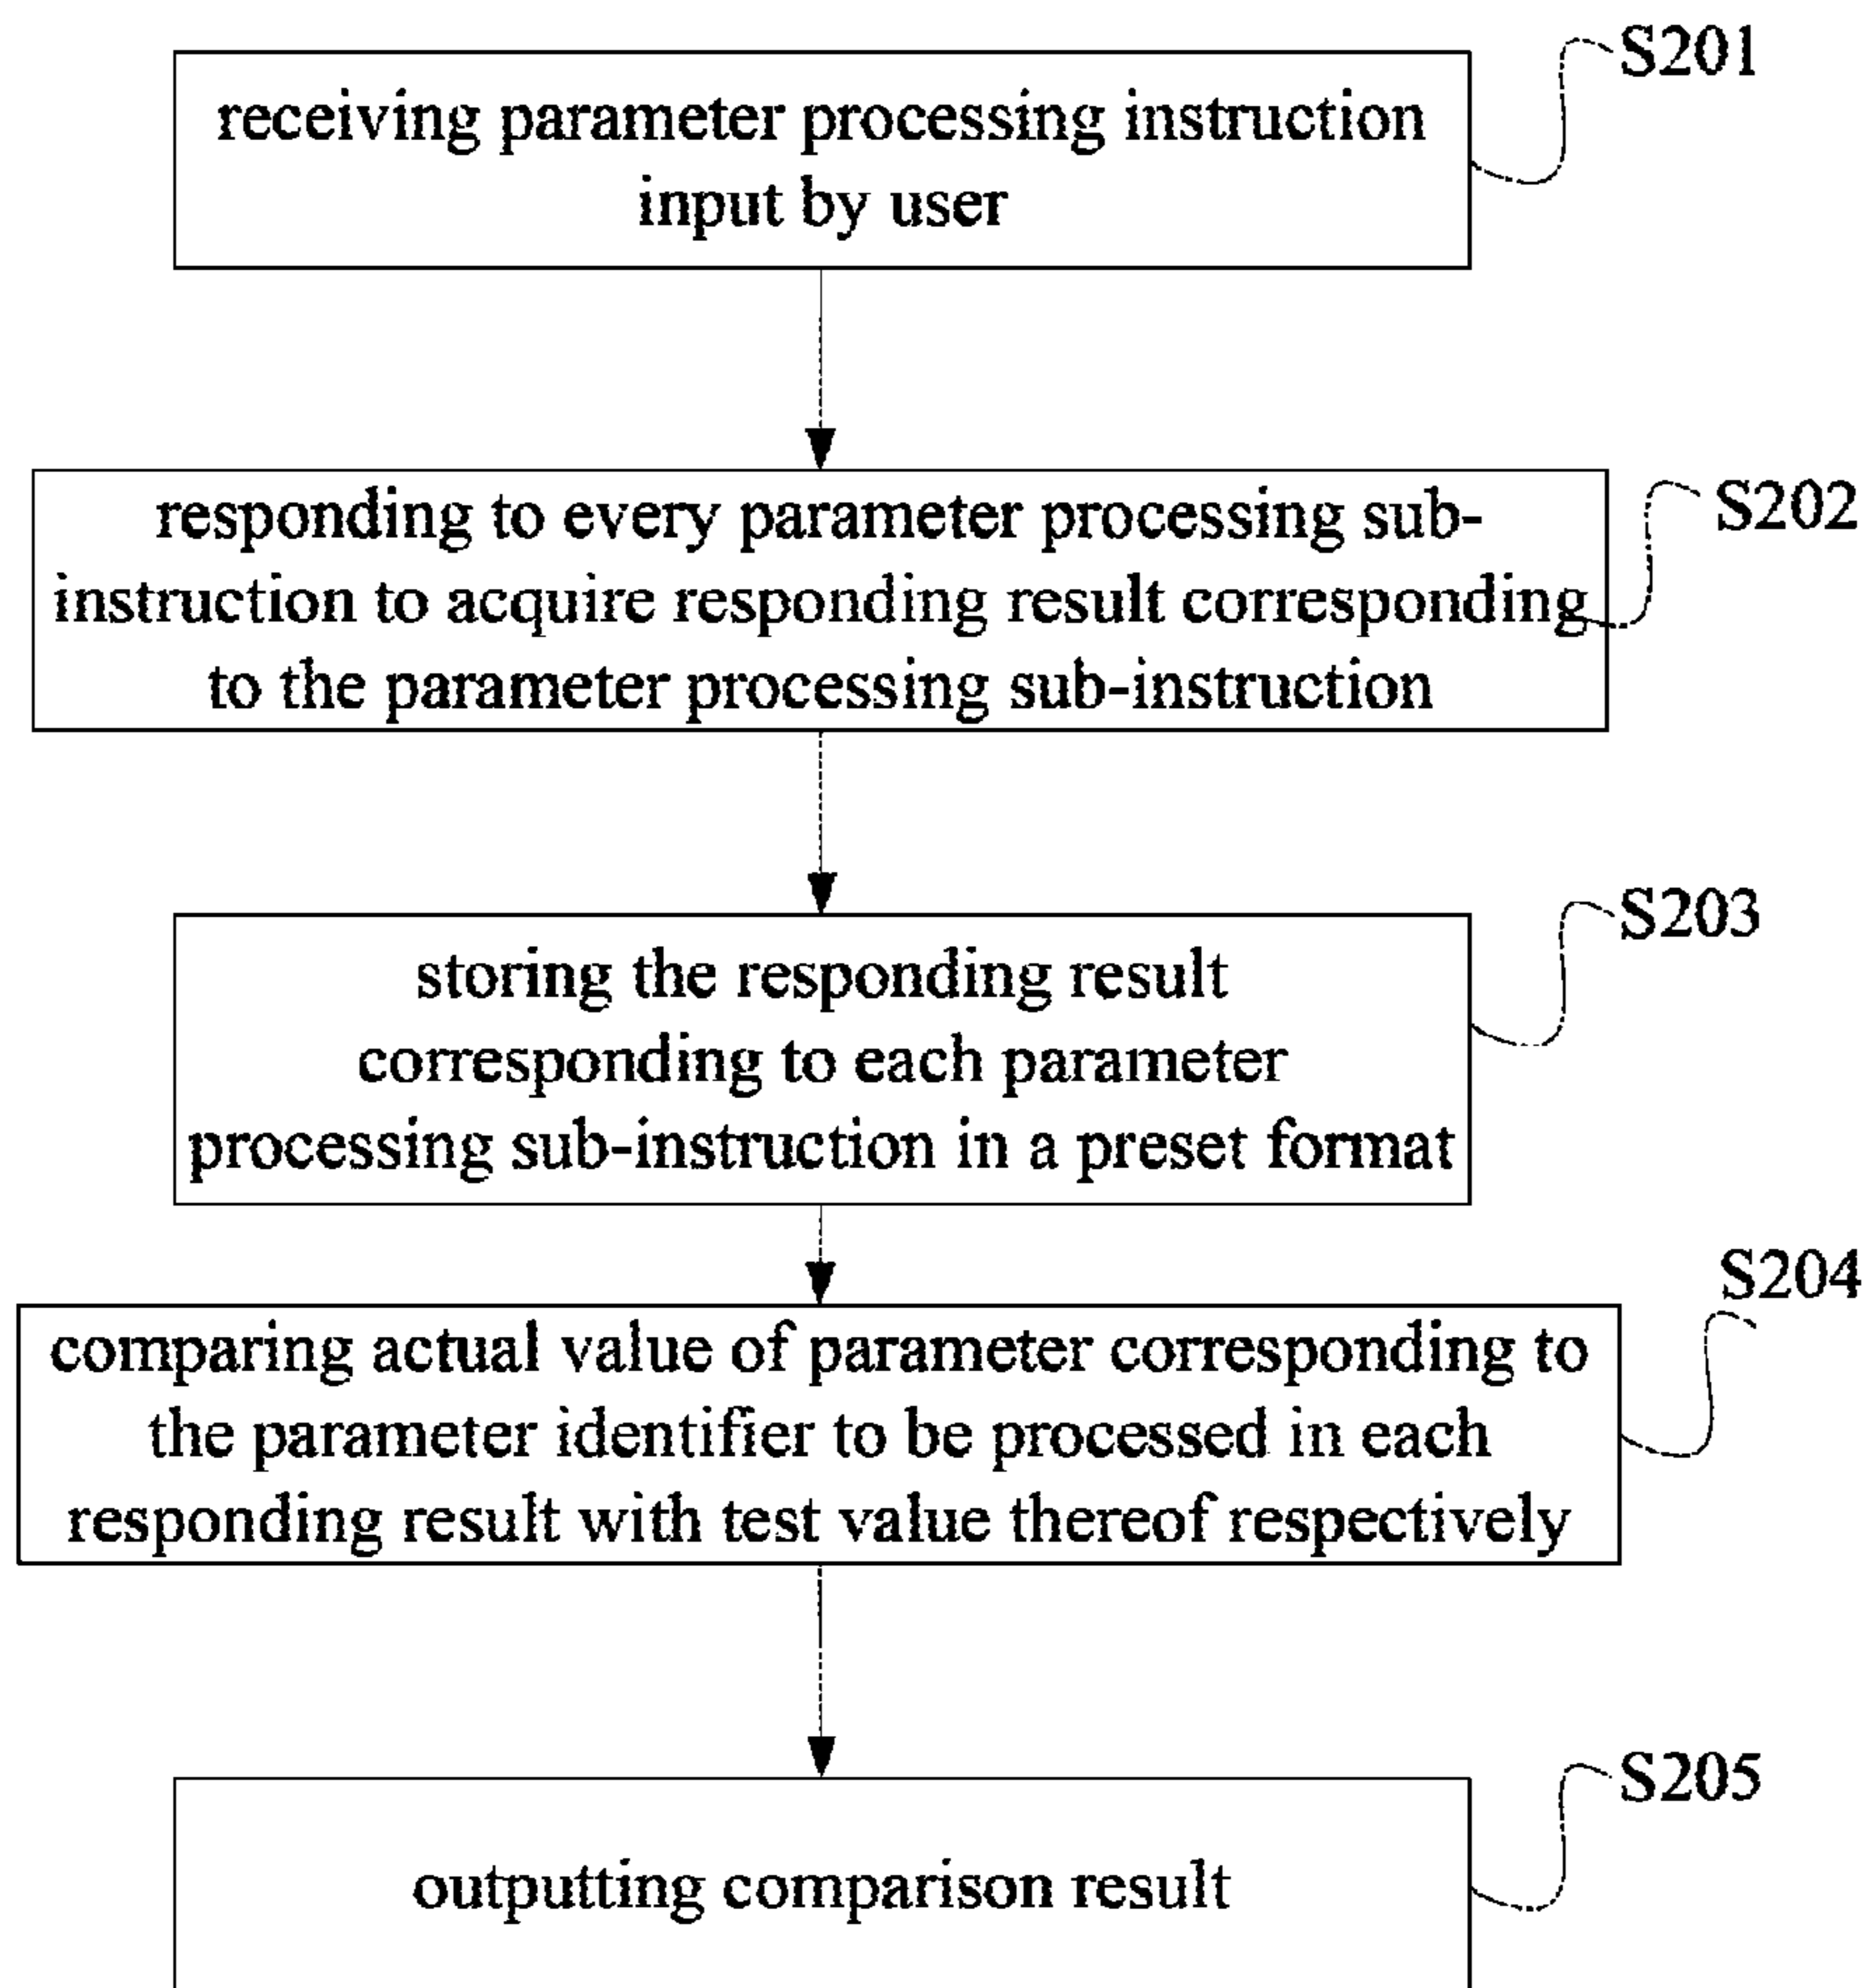 S201
receiving parameter processing instruction
input by user
S202
responding to every parameter processing sub-
instruction to acquire responding result corresponding
to the parameter processing sub-instruction
S203
storing the responding result
corresponding to each parameter
processing sub-instruction in a preset format
S204
comparing actual value of parameter corresponding to
the parameter identifier to be processed in each
responding result with test value thereof respectively
S205
outputting comparison result